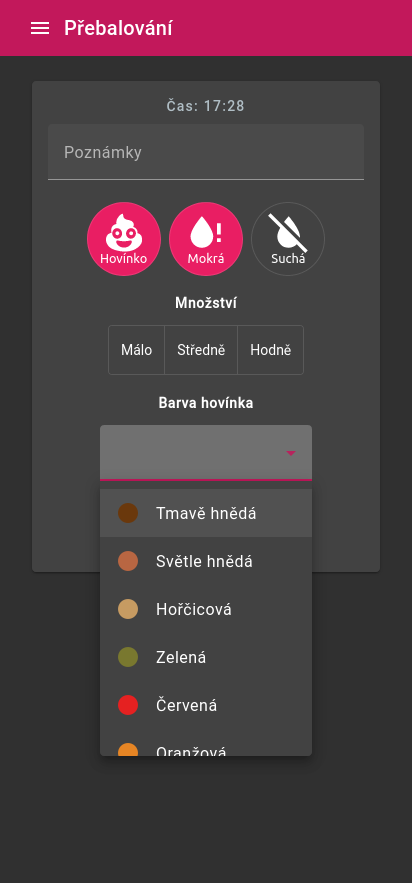 Přebalování
Čas: 17:28
Poznámky
Hovínko Mokrá Suchá
Množství
Málo Středně Hodně
Barva hovínka
Tmavě hnědá
Světle hnědá
Hořčicová
Zelená
Červená
Oranžová